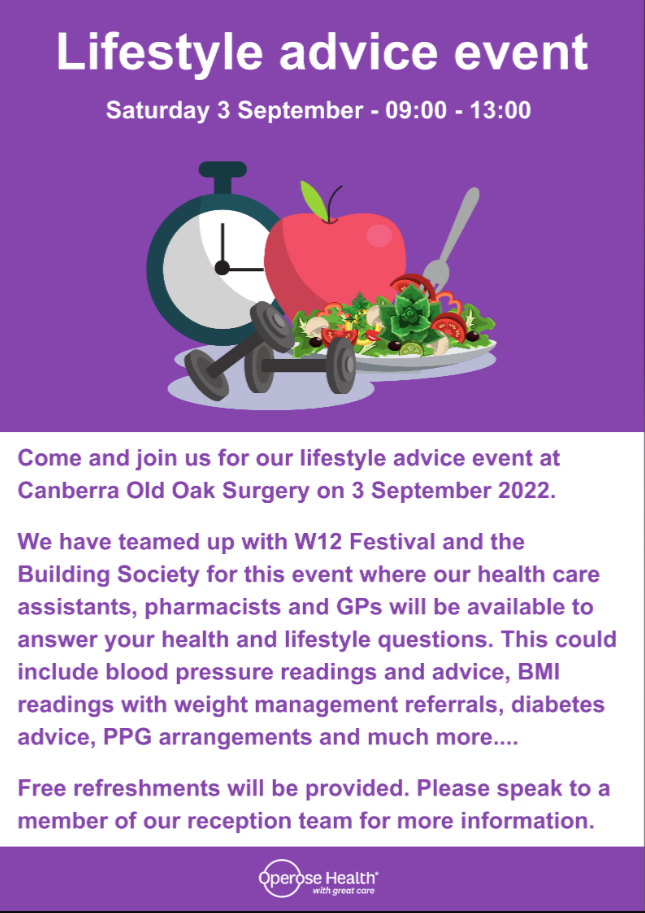 Lifestyle advice event
Saturday 3 September - 09:00 - 13:00
Come and join us for our lifestyle advice event at
Canberra Old Oak Surgery on 3 September 2022.
We have teamed up with W12 Festival and the
Building Society for this event where our health care
assistants, pharmacists and GPs will be available to
answer your health and lifestyle questions. This could
include blood pressure readings and advice, BMI
readings with weight management referrals, diabetes
advice, PPG arrangements and much more....
Free refreshments will be provided. Please speak to a
member of our reception team for more information.
Operose Health®
with great care